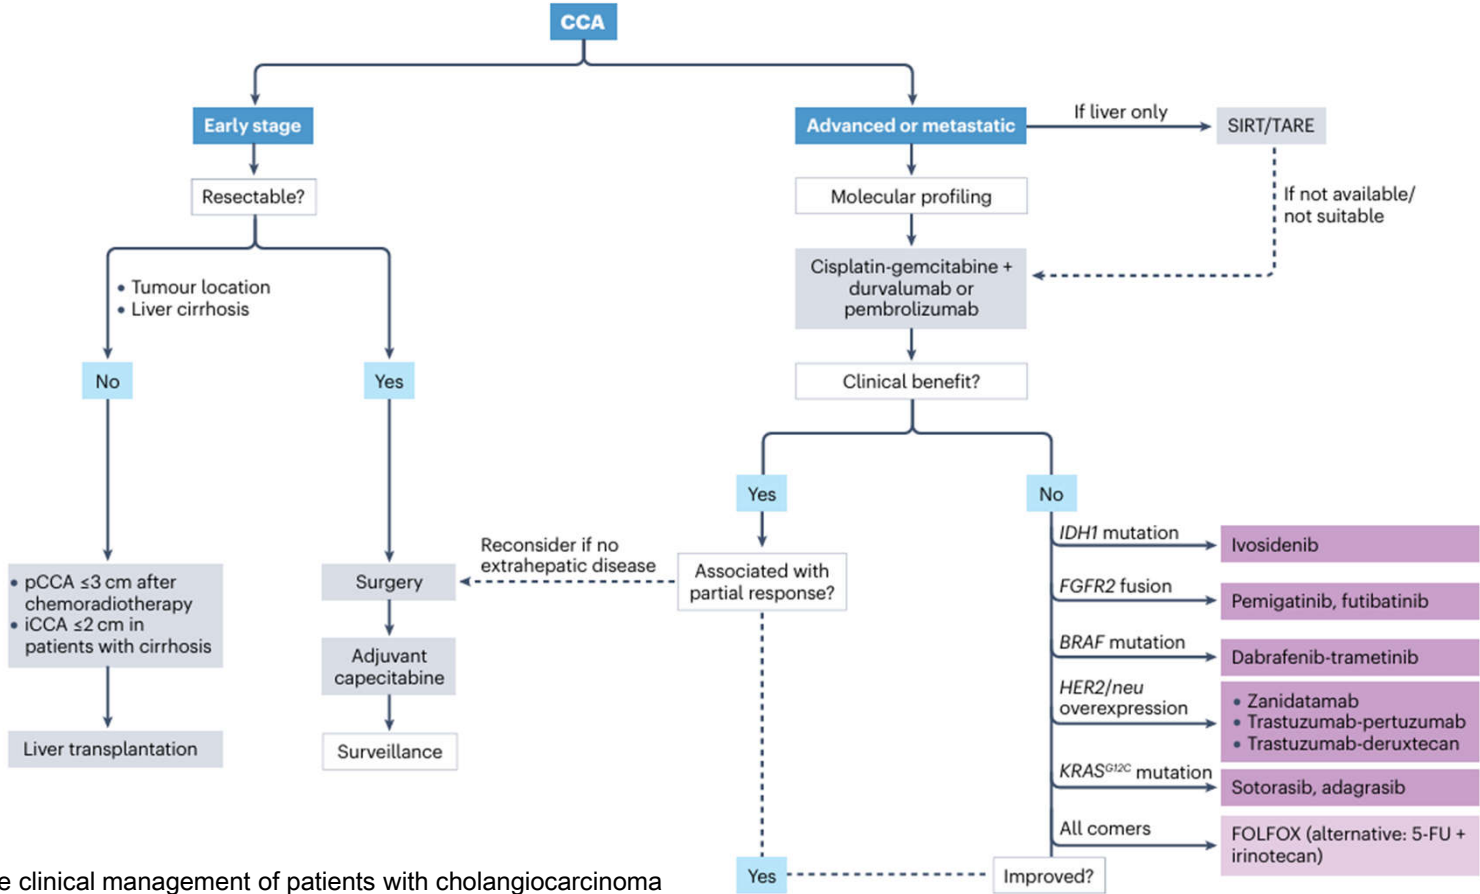 CCA
Early stage
Advanced or metastatic
If liver only
SIRT/TARE
Resectable?
Molecular profiling
If not available/
not suitable
• Tumour location
• Liver cirrhosis
Cisplatin-gemcitabine +
durvalumab or
pembrolizumab
No
Yes
Clinical benefit?
Yes
No
• pCCA ≤3 cm after
chemoradiotherapy
• iCCA ≤2 cm in
patients with cirrhosis
Liver transplantation
Surgery
Adjuvant
capecitabine
Surveillance
Reconsider if no
extrahepatic disease
Associated with
partial response?
IDH1 mutation
Ivosidenib
FGFR2 fusion
Pemigatinib, futibatinib
BRAF mutation
Dabrafenib-trametinib
HER2/neu
overexpression
• Zanidatamab
• Trastuzumab-pertuzumab
• Trastuzumab-deruxtecan
KRASG12C mutation
Sotorasib, adagrasib
All comers
FOLFOX (alternative: 5-FU +
irinotecan)
Yes
Improved?
e clinical management of patients with cholangiocarcinoma